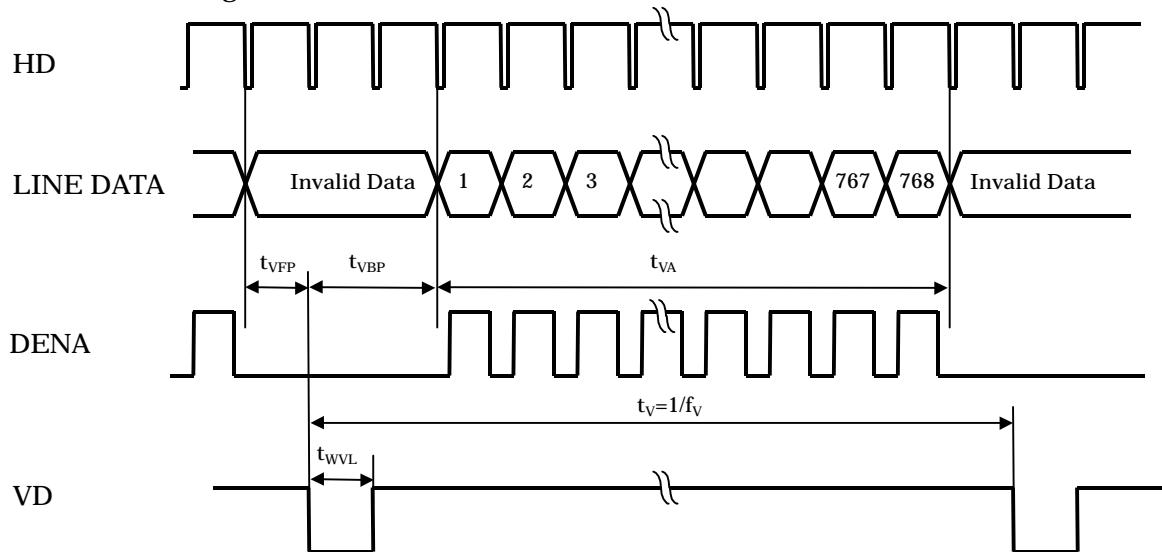 HD
LINE DATA
Invalid Data 1 2 3 767 768 Invalid Data
tVFP tVBP tVA
DENA
tV=1/fV
tWVL
VD